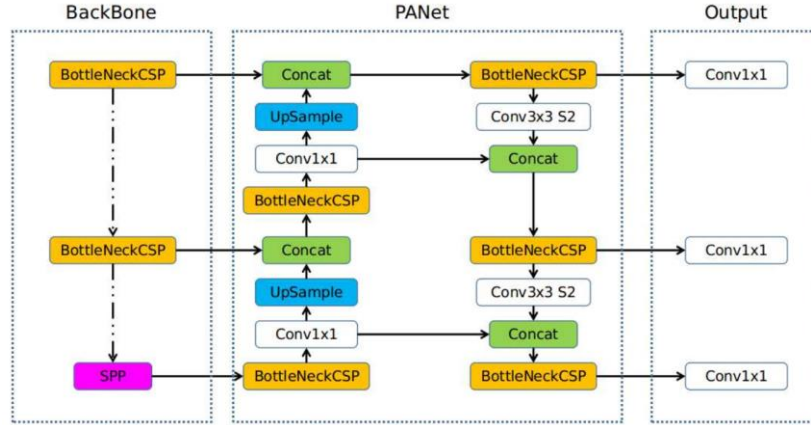 BackBone
PANet
Output
BottleNeckCSP
Concat
BottleNeckCSP
Conv1x1
UpSample
Conv3x3 S2
Conv1x1
Concat
BottleNeckCSP
BottleNeckCSP
Concat
BottleNeckCSP
Conv1x1
UpSample
Conv3x3 S2
Conv1x1
Concat
SPP
BottleNeckCSP
BottleNeckCSP
Conv1x1